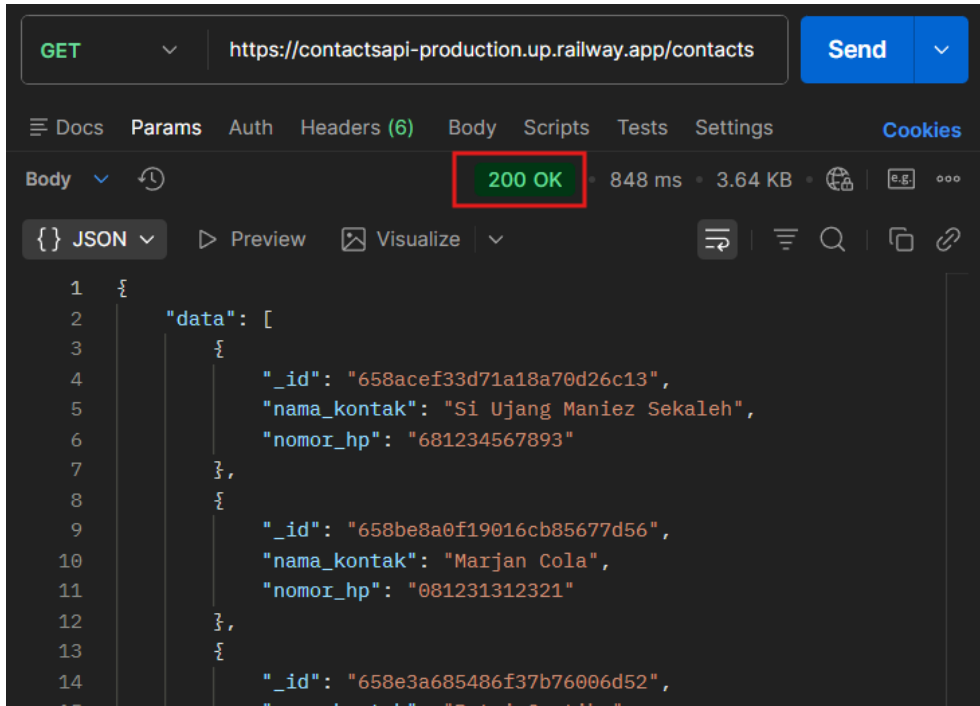 GET https://contactsapi-production.up.railway.app/contacts Send
Docs Params Auth Headers (6) Body Scripts Tests Settings Cookies
Body 200 OK • 848 ms • 3.64 KB • e.g.
{} JSON Preview Visualize
1 {
2 "data": [
3 {
4 "_id": "658acef33d71a18a70d26c13",
5 "nama_kontak": "Si Ujang Maniez Sekaleh",
6 "nomor_hp": "681234567893"
7 },
8 {
9 "_id": "658be8a0f19016cb85677d56",
10 "nama_kontak": "Marjan Cola",
11 "nomor_hp": "081231312321"
12 },
13 {
14 "_id": "658e3a685486f37b76006d52",